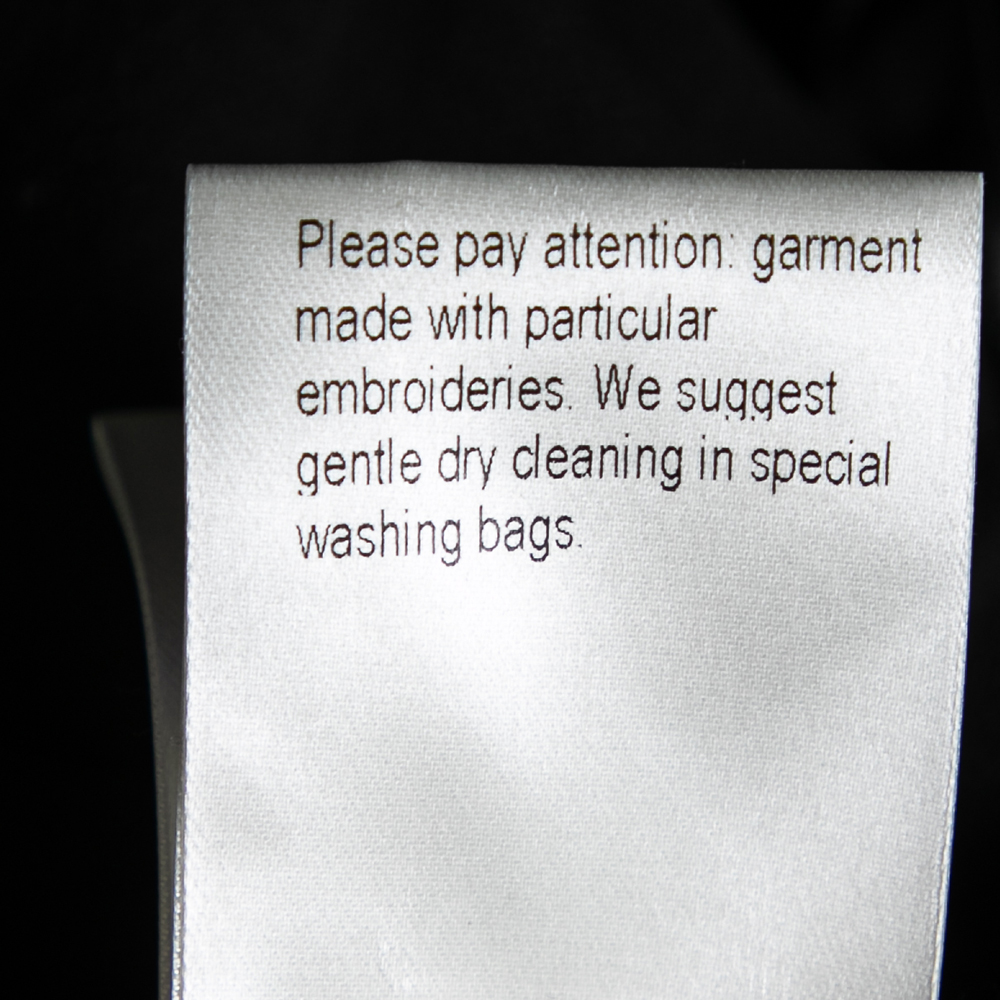 Please pay attention: garment
made with particular
embroideries. We suggest
gentle dry cleaning in special
washing bags.